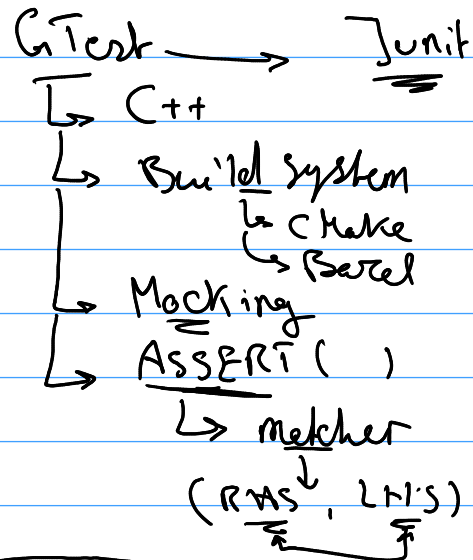 GTest → Junit
↳ C++
↳ Build system
↳ CMake
↳ Bazel
↳ Mocking
↳ ASSERT ( )
↳ matcher
↓
(RHS, LHS)